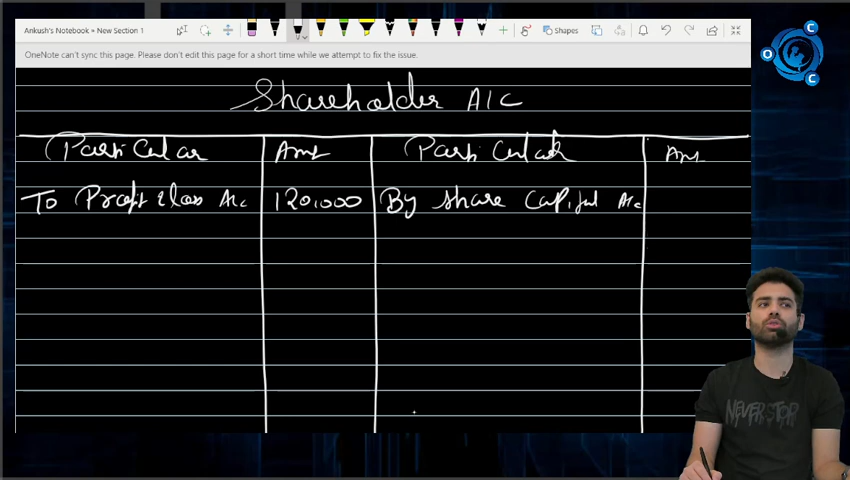 Ankush's Notebook » New Section 1
Shapes
OneNote can't sync this page. Please don't edit this page for a short time while we attempt to fix the issue.
Shareholder A/C
Particular Amt Particular Amt
To Profit & loss A/c 120,000 By share Capital A/c
O C C
NEVER STOP